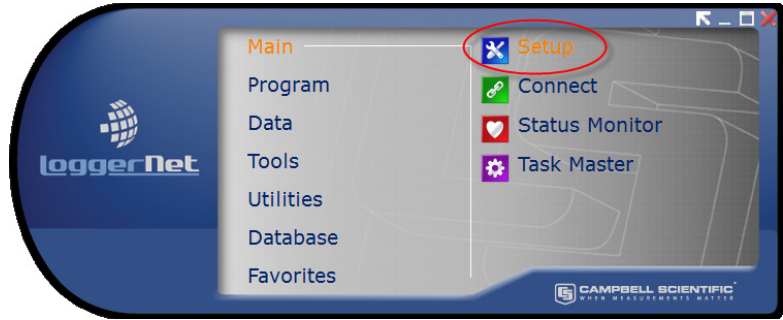 Main
Setup
Program
Connect
Data
Status Monitor
Tools
Task Master
Utilities
Database
Favorites
LoggerNet
CAMPBELL SCIENTIFIC
WHEN MEASUREMENTS MATTER